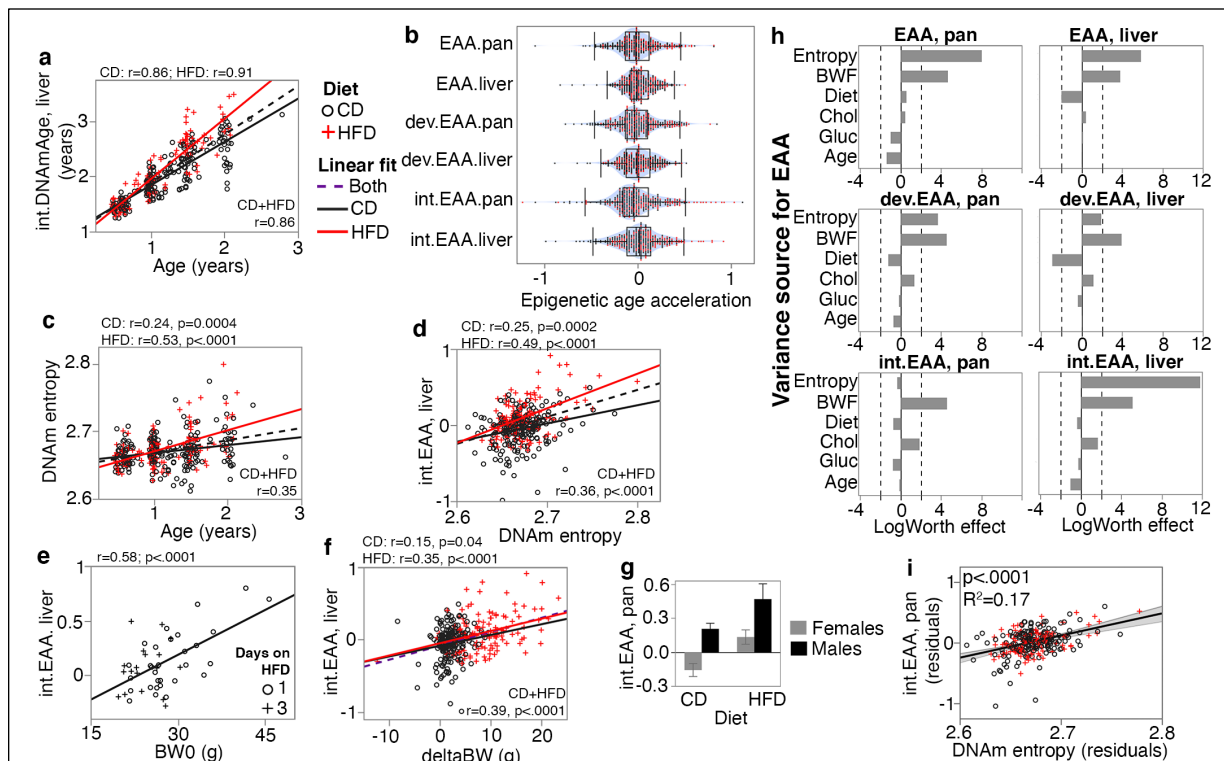 a
CD: r=0.86; HFD: r=0.91
int.DNAmAge, liver
(years)
3
2
1
CD+HFD
r=0.86
1
2
3
Age (years)
Diet
CD
HFD
Linear fit
Both
CD
HFD
b
EAA.pan
EAA.liver
dev.EAA.pan
dev.EAA.liver
int.EAA.pan
int.EAA.liver
-1
0
1
Epigenetic age acceleration
c
CD: r=0.24, p=0.0004
HFD: r=0.53, p<.0001
DNAm entropy
2.8
2.7
2.6
CD+HFD
r=0.35
1
2
3
Age (years)
d
CD: r=0.25, p=0.0002
HFD: r=0.49, p<.0001
int.EAA, liver
1
0
-1
CD+HFD
r=0.36, p<.0001
2.6
2.7
2.8
DNAm entropy
e
r=0.58; p<.0001
int.EAA. liver
1
0.5
0
Days on
HFD
1
3
15
30
45
BW0 (g)
f
CD: r=0.15, p=0.04
HFD: r=0.35, p<.0001
int.EAA, liver
1
0
-1
CD+HFD
r=0.39, p<.0001
-10
0
10
20
deltaBW (g)
g
int.EAA, pan
0.6
0.3
0.0
-0.3
CD
HFD
Diet
Females
Males
h
Variance source for EAA
EAA, pan
Entropy
BWF
Diet
Chol
Gluc
Age
-4
0
4
8
EAA, liver
-4
0
4
8
12
dev.EAA, pan
Entropy
BWF
Diet
Chol
Gluc
Age
-4
0
4
8
dev.EAA, liver
-4
0
4
8
12
int.EAA, pan
Entropy
BWF
Diet
Chol
Gluc
Age
-4
0
4
8
LogWorth effect
int.EAA, liver
-4
0
4
8
12
LogWorth effect
i
p<.0001
R²=0.17
int.EAA, pan
(residuals)
1
0
-1
2.6
2.7
2.8
DNAm entropy (residuals)